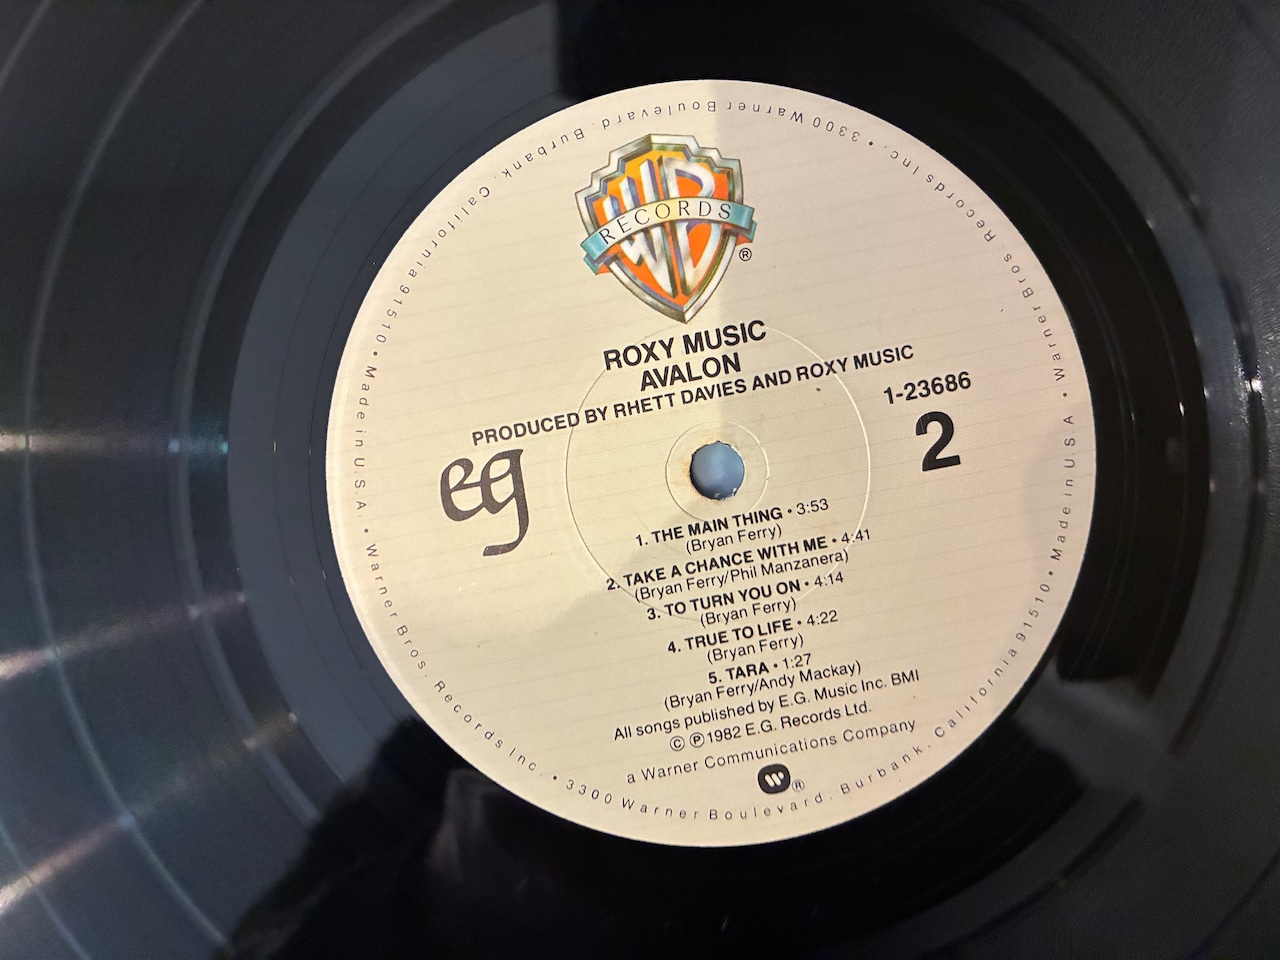 WB
RECORDS
®
ROXY MUSIC
AVALON
PRODUCED BY RHETT DAVIES AND ROXY MUSIC
1-23686
eg
2
1. THE MAIN THING • 3:53
(Bryan Ferry)
2. TAKE A CHANCE WITH ME • 4:41
(Bryan Ferry/Phil Manzanera)
3. TO TURN YOU ON • 4:14
(Bryan Ferry)
4. TRUE TO LIFE • 4:22
(Bryan Ferry)
5. TARA • 1:27
(Bryan Ferry/Andy Mackay)
All songs published by E.G. Music Inc. BMI
© ℗ 1982 E.G. Records Ltd.
a Warner Communications Company
W ®
Warner Bros. Records Inc. • 3300 Warner Boulevard. Burbank, California 91510 • Made in U.S.A. • Warner Bros. Records Inc. • 3300 Warner Boulevard. Burbank, California 91510 • Made in U.S.A. •